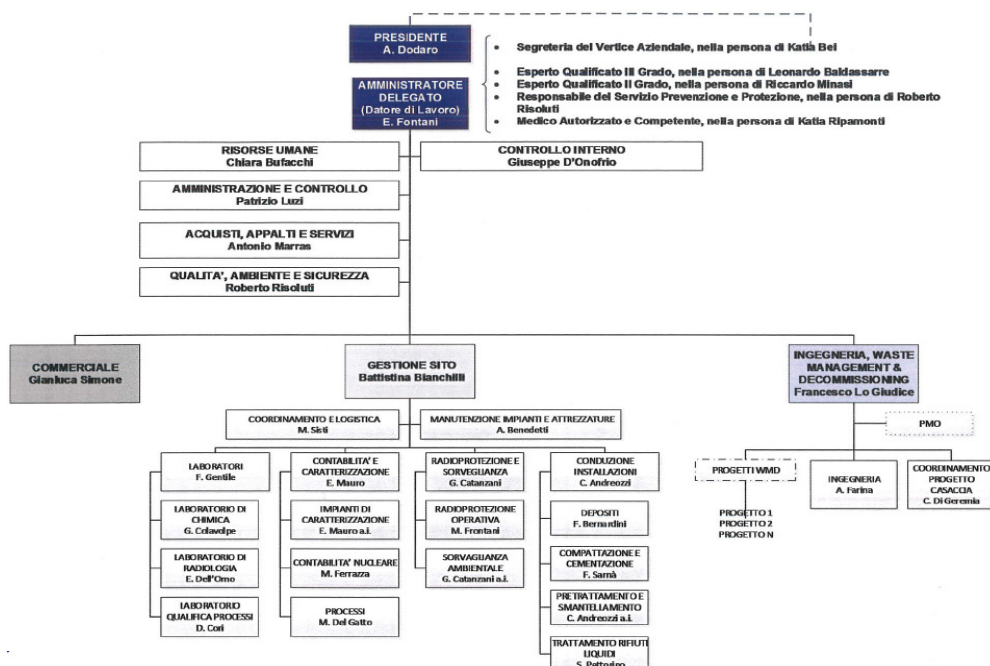 PRESIDENTE
A. Dodaro
AMMINISTRATORE
DELEGATO
(Datore di Lavoro)
E. Fontani
• Segreteria del Vertice Aziendale, nella persona di Katia Bei
• Esperto Qualificato III Grado, nella persona di Leonardo Baldassarre
• Esperto Qualificato II Grado, nella persona di Riccardo Minasi
• Responsabile del Servizio Prevenzione e Protezione, nella persona di Roberto
Risoluti
• Medico Autorizzato e Competente, nella persona di Katia Ripamonti
RISORSE UMANE
Chiara Bufacchi
CONTROLLO INTERNO
Giuseppe D'Onofrio
AMMINISTRAZIONE E CONTROLLO
Patrizio Luzi
ACQUISTI, APPALTI E SERVIZI
Antonio Marras
QUALITA', AMBIENTE E SICUREZZA
Roberto Risoluti
COMMERCIALE
Gianluca Simone
GESTIONE SITO
Battistina Bianchilli
INGEGNERIA, WASTE
MANAGEMENT &
DECOMMISSIONING
Francesco Lo Giudice
COORDINAMENTO E LOGISTICA
M. Sisti
MANUTENZIONE IMPIANTI E ATTREZZATURE
A. Benedetti
PMO
LABORATORI
F. Gentile
LABORATORIO DI
CHIMICA
G. Colavolpe
LABORATORIO DI
RADIOLOGIA
E. Dell'Omo
LABORATORIO
QUALIFICA PROCESSI
D. Cori
CONTABILITA' E
CARATTERIZZAZIONE
E. Mauro
IMPIANTI DI
CARATTERIZZAZIONE
E. Mauro a.i.
CONTABILITA' NUCLEARE
M. Ferrazza
PROCESSI
M. Del Gatto
RADIOPROTEZIONE E
SORVEGLIANZA
G. Catanzani
RADIOPROTEZIONE
OPERATIVA
M. Frontani
SORVAGLIANZA
AMBIENTALE
G. Catanzani a.i.
CONDUZIONE
INSTALLAZIONI
C. Andreozzi
DEPOSITI
F. Bernardini
COMPATTAZIONE E
CEMENTAZIONE
F. Sarnà
PRETRATTAMENTO E
SMANTELLAMENTO
C. Andreozzi a.i.
TRATTAMENTO RIFIUTI
LIQUIDI
S. Pettorino
PROGETTI WMD
PROGETTO 1
PROGETTO 2
PROGETTO N
INGEGNERIA
A. Farina
COORDINAMENTO
PROGETTO
CASACCIA
C. Di Geremia